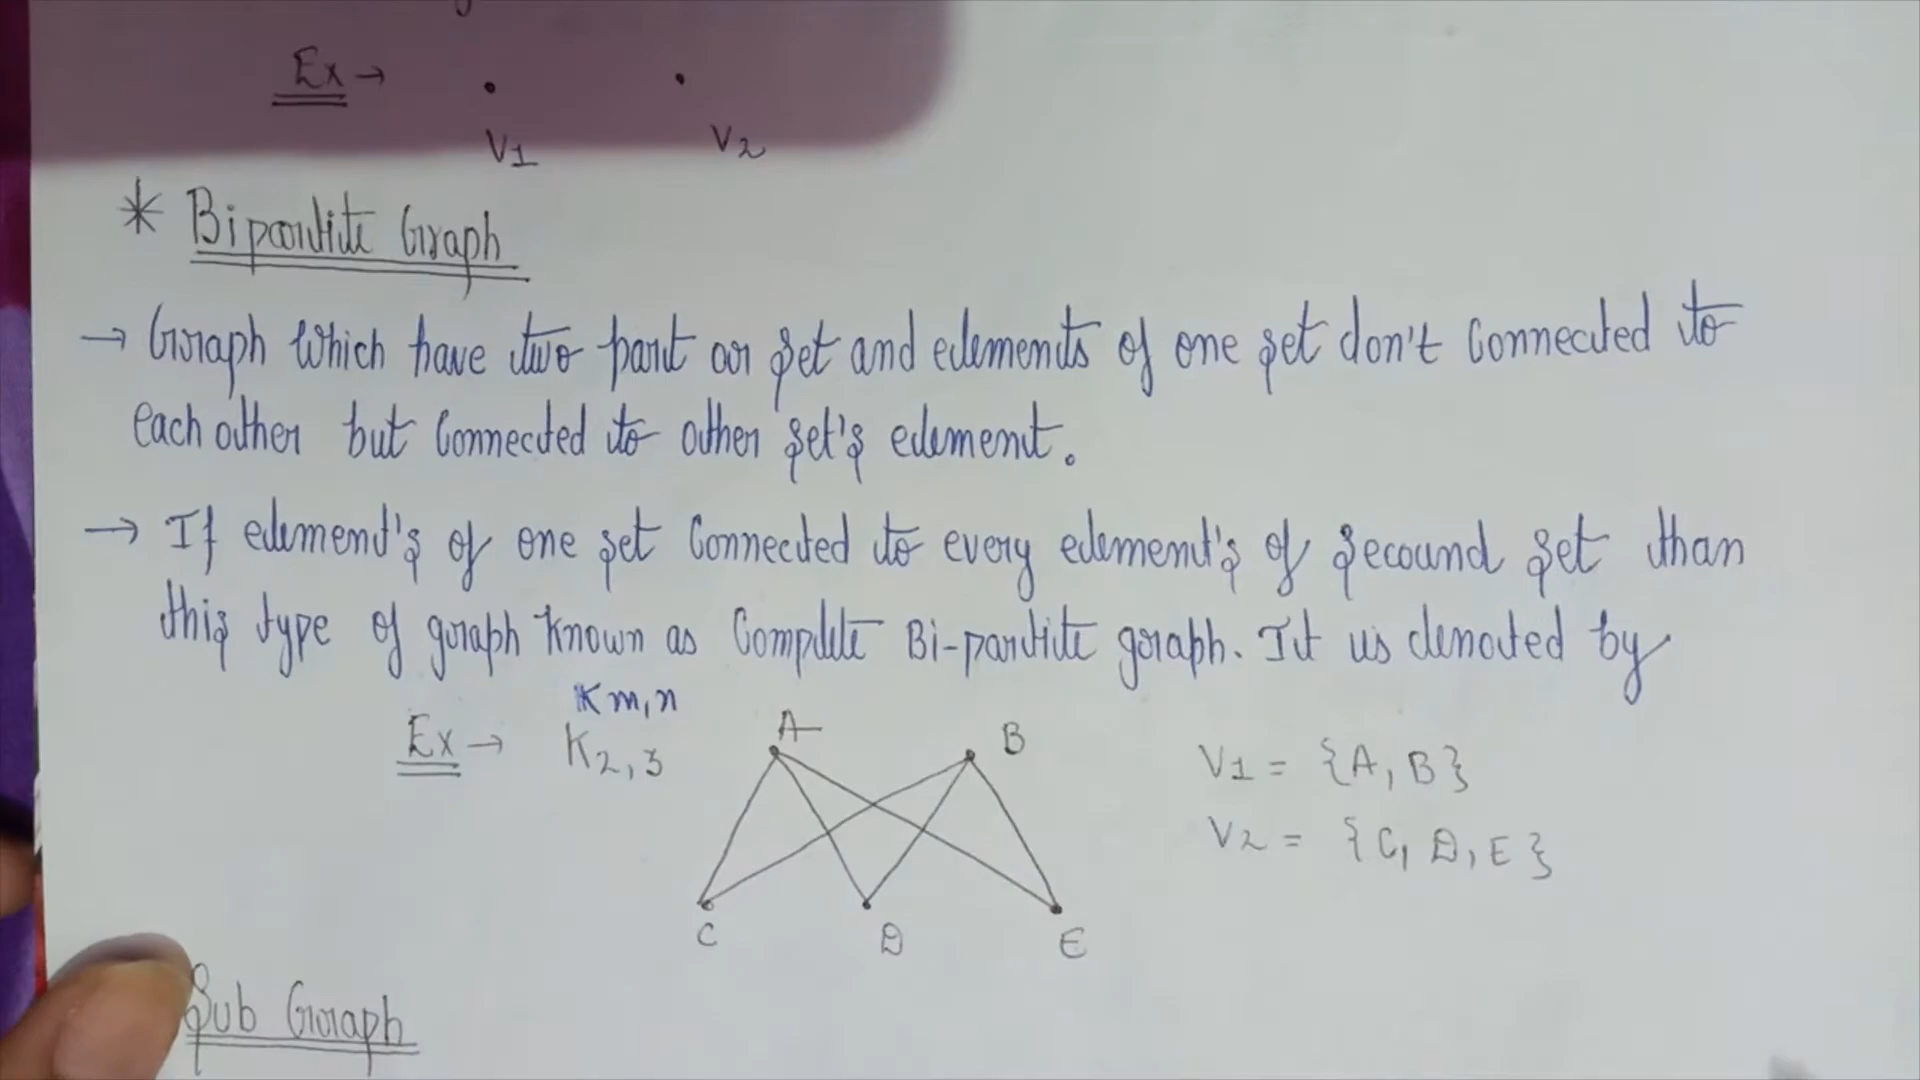 Ex →
V1 V2
* Bipartite Graph
→ Graph which have two part or set and elements of one set don't connected to
each other but connected to other set's element.
→ If element's of one set connected to every element's of secound set than
this type of graph known as Complete Bi-partite graph. It is denoted by
Km,n
Ex → K2,3 A B V1 = {A, B}
V2 = {C, D, E}
C D E
Sub Graph